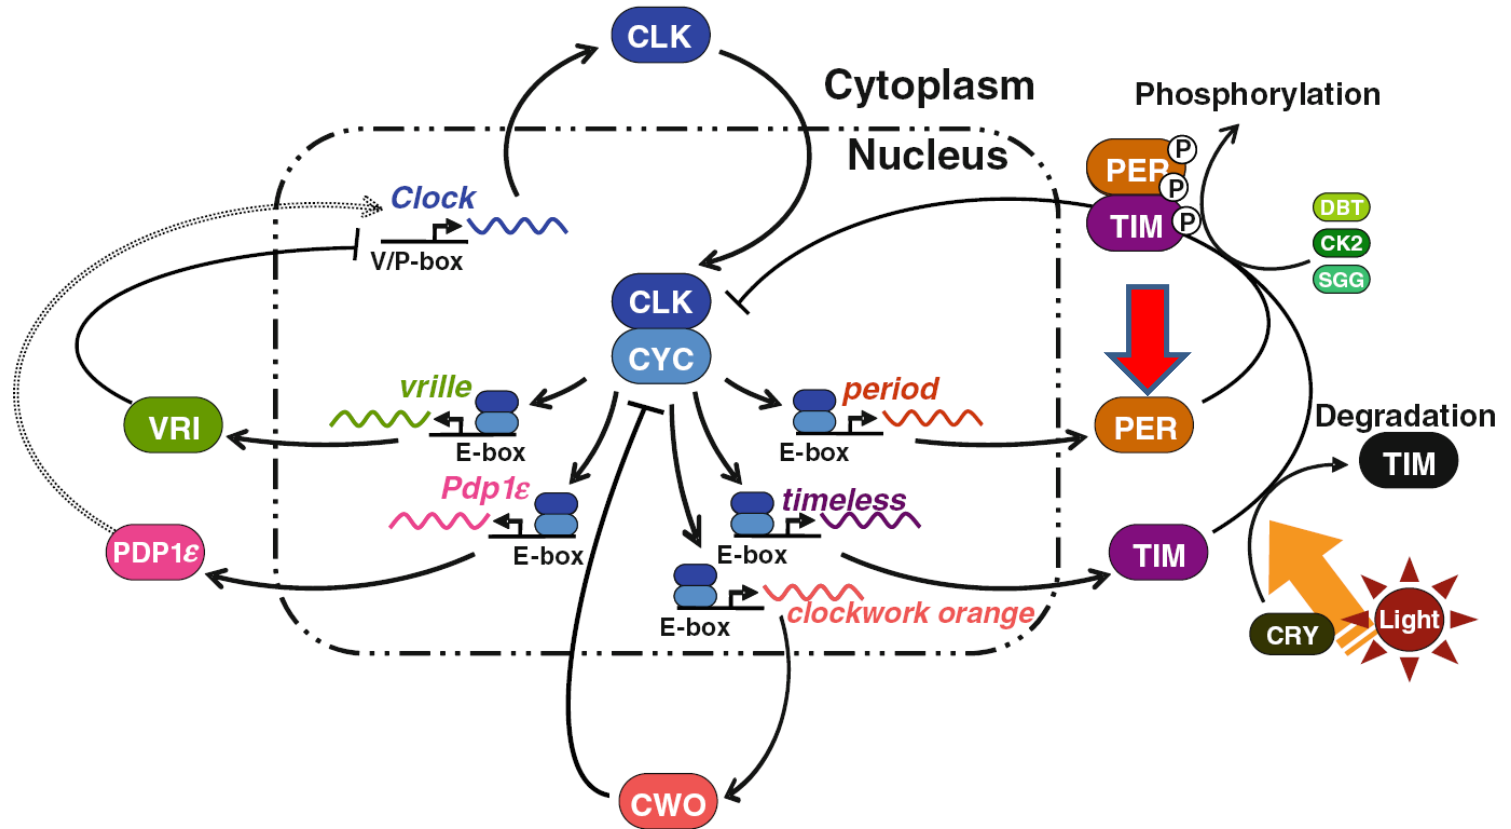 CLK
Cytoplasm
Phosphorylation
Nucleus
PER
P
P
TIM
P
DBT
CK2
SGG
Clock
V/P-box
CLK
CYC
vrille
E-box
VRI
period
E-box
PER
Degradation
TIM
Pdp1ε
E-box
PDP1ε
timeless
E-box
TIM
clockwork orange
E-box
CRY
Light
CWO